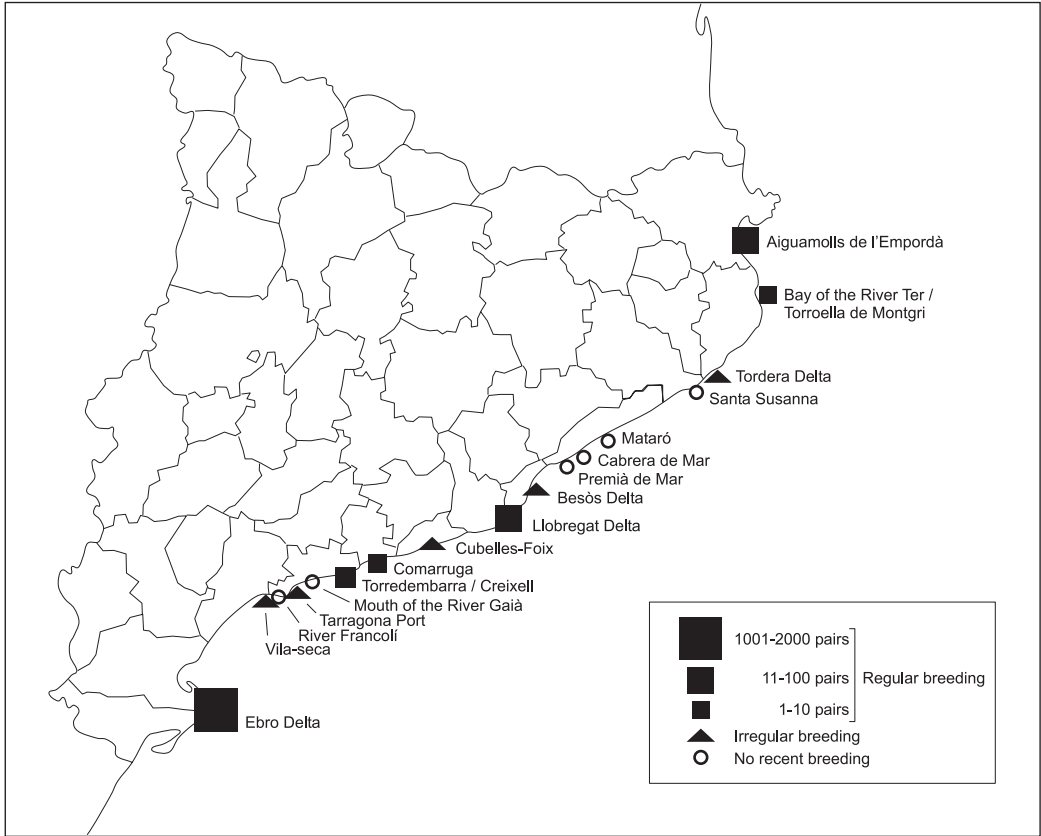 Aiguamolls de l'Empordà
Bay of the River Ter /
Torroella de Montgri
Tordera Delta
Santa Susanna
Mataró
Cabrera de Mar
Premià de Mar
Besòs Delta
Llobregat Delta
Cubelles-Foix
Comarruga
Torredembarra / Creixell
Mouth of the River Gaià
Tarragona Port
River Francolí
Vila-seca
Ebro Delta
1001-2000 pairs
11-100 pairs
Regular breeding
1-10 pairs
Irregular breeding
No recent breeding